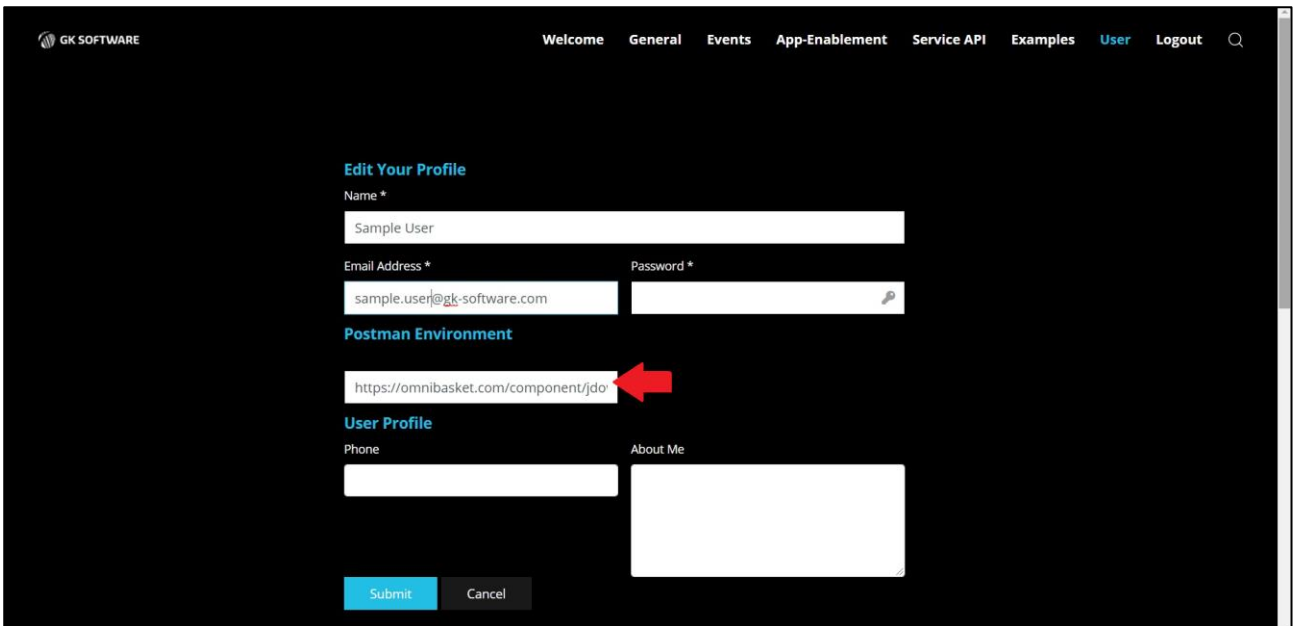 GK SOFTWARE
Welcome General Events App-Enablement Service API Examples User Logout
Edit Your Profile
Name *
Sample User
Email Address * Password *
sample.user@gk-software.com
Postman Environment
https://omnibasket.com/component/jdo
User Profile
Phone About Me
Submit Cancel